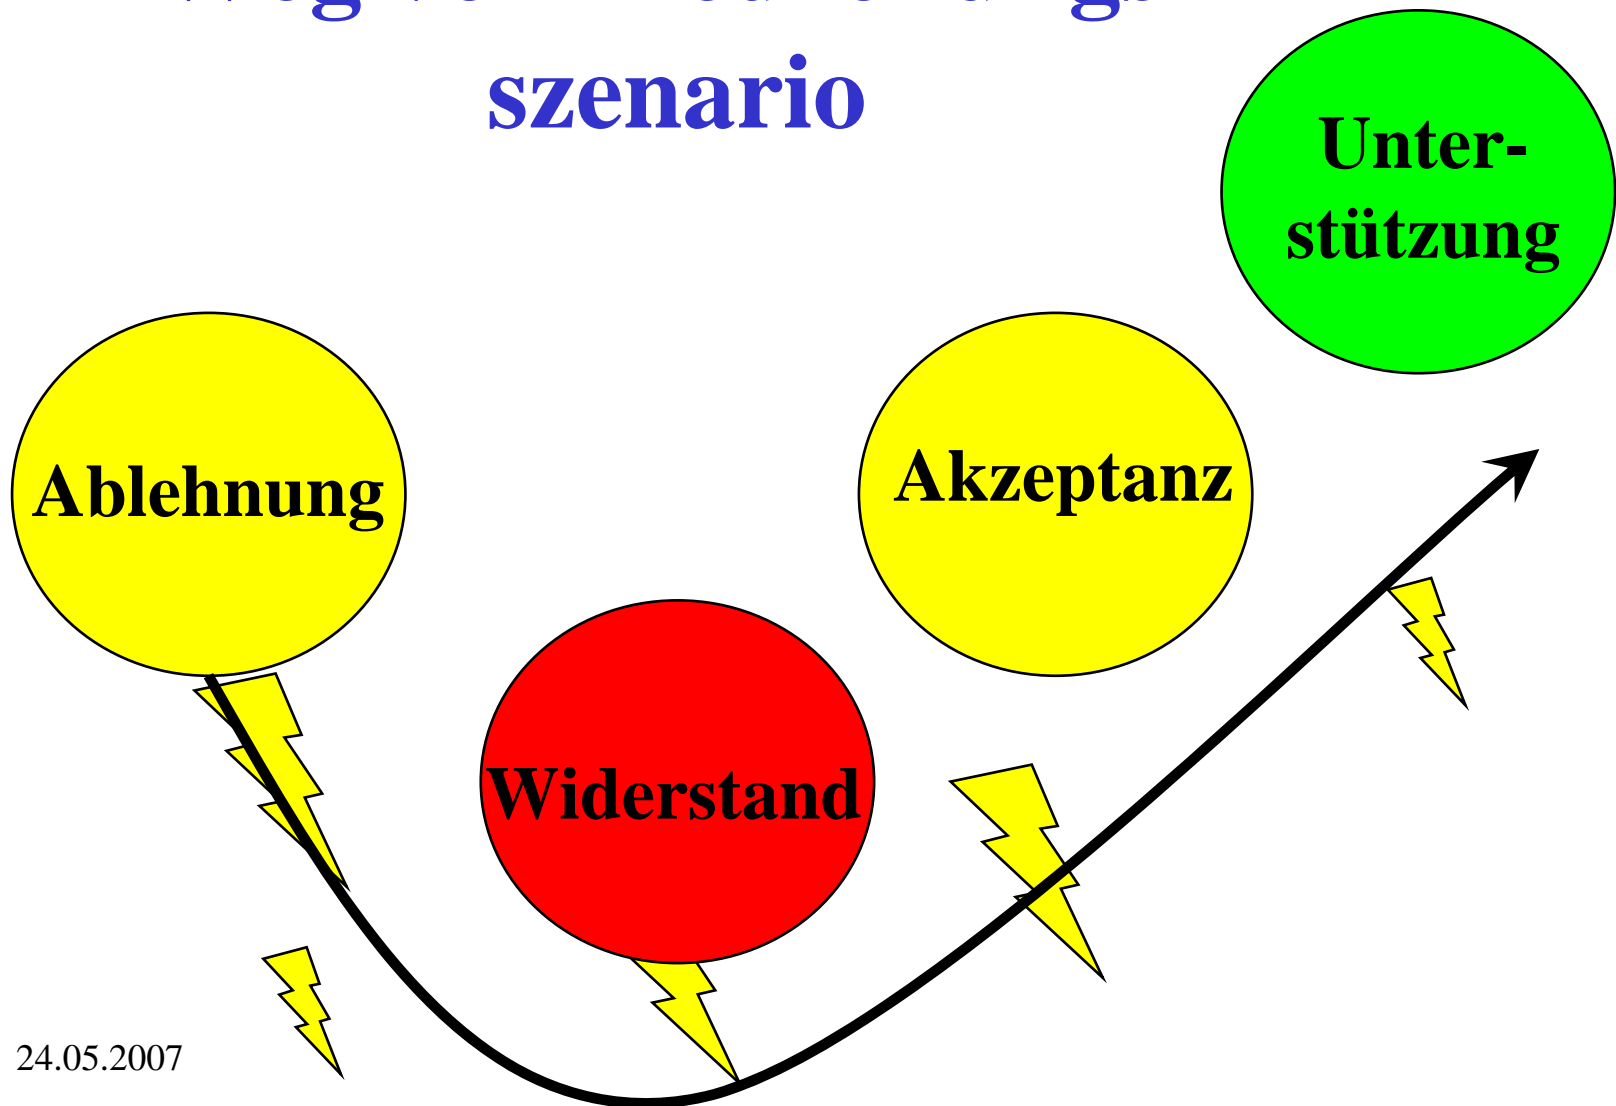 szenario
Unter-
stützung
Ablehnung
Akzeptanz
Widerstand
24.05.2007